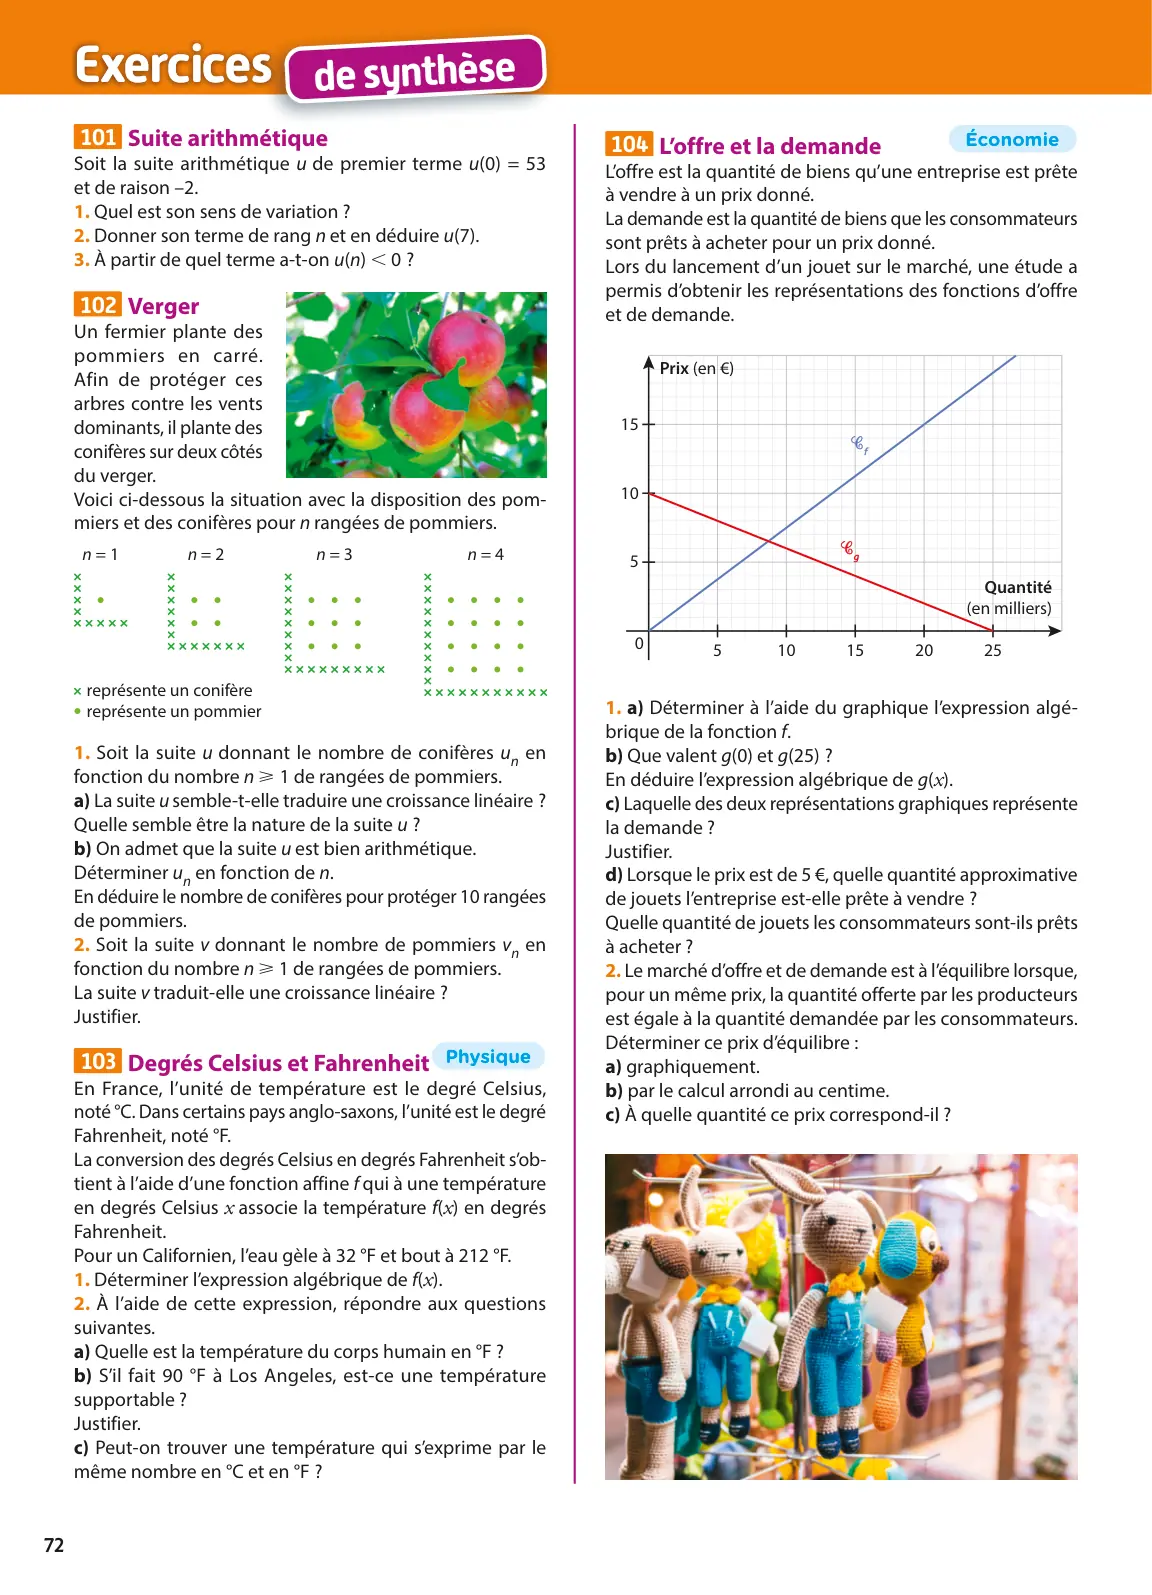 Exercices de synthèse
101 Suite arithmétique
Soit la suite arithmétique u de premier terme u(0) = 53
et de raison –2.
1. Quel est son sens de variation ?
2. Donner son terme de rang n et en déduire u(7).
3. À partir de quel terme a-t-on u(n) < 0 ?
102 Verger
Un fermier plante des
pommiers en carré.
Afin de protéger ces
arbres contre les vents
dominants, il plante des
conifères sur deux côtés
du verger.
Voici ci-dessous la situation avec la disposition des pom-
miers et des conifères pour n rangées de pommiers.
n = 1 n = 2 n = 3 n = 4
× représente un conifère
• représente un pommier
1. Soit la suite u donnant le nombre de conifères uₙ en
fonction du nombre n ⩾ 1 de rangées de pommiers.
a) La suite u semble-t-elle traduire une croissance linéaire ?
Quelle semble être la nature de la suite u ?
b) On admet que la suite u est bien arithmétique.
Déterminer uₙ en fonction de n.
En déduire le nombre de conifères pour protéger 10 rangées
de pommiers.
2. Soit la suite v donnant le nombre de pommiers vₙ en
fonction du nombre n ⩾ 1 de rangées de pommiers.
La suite v traduit-elle une croissance linéaire ?
Justifier.
103 Degrés Celsius et Fahrenheit Physique
En France, l’unité de température est le degré Celsius,
noté °C. Dans certains pays anglo-saxons, l’unité est le degré
Fahrenheit, noté °F.
La conversion des degrés Celsius en degrés Fahrenheit s’ob-
tient à l’aide d’une fonction affine f qui à une température
en degrés Celsius x associe la température f(x) en degrés
Fahrenheit.
Pour un Californien, l’eau gèle à 32 °F et bout à 212 °F.
1. Déterminer l’expression algébrique de f(x).
2. À l’aide de cette expression, répondre aux questions
suivantes.
a) Quelle est la température du corps humain en °F ?
b) S’il fait 90 °F à Los Angeles, est-ce une température
supportable ?
Justifier.
c) Peut-on trouver une température qui s’exprime par le
même nombre en °C et en °F ?
104 L’offre et la demande Économie
L’offre est la quantité de biens qu’une entreprise est prête
à vendre à un prix donné.
La demande est la quantité de biens que les consommateurs
sont prêts à acheter pour un prix donné.
Lors du lancement d’un jouet sur le marché, une étude a
permis d’obtenir les représentations des fonctions d’offre
et de demande.
Prix (en €)
15
𝒞f
10
𝒞g
5
Quantité
(en milliers)
0 5 10 15 20 25
1. a) Déterminer à l’aide du graphique l’expression algé-
brique de la fonction f.
b) Que valent g(0) et g(25) ?
En déduire l’expression algébrique de g(x).
c) Laquelle des deux représentations graphiques représente
la demande ?
Justifier.
d) Lorsque le prix est de 5 €, quelle quantité approximative
de jouets l’entreprise est-elle prête à vendre ?
Quelle quantité de jouets les consommateurs sont-ils prêts
à acheter ?
2. Le marché d’offre et de demande est à l’équilibre lorsque,
pour un même prix, la quantité offerte par les producteurs
est égale à la quantité demandée par les consommateurs.
Déterminer ce prix d’équilibre :
a) graphiquement.
b) par le calcul arrondi au centime.
c) À quelle quantité ce prix correspond-il ?
72